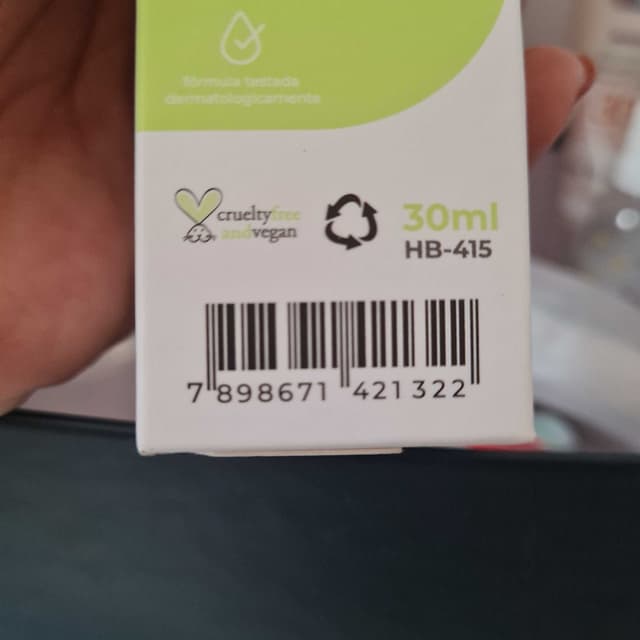 fórmula testada
dermatologicamente
crueltyfree
andvegan
30ml
HB-415
7 898671 421322